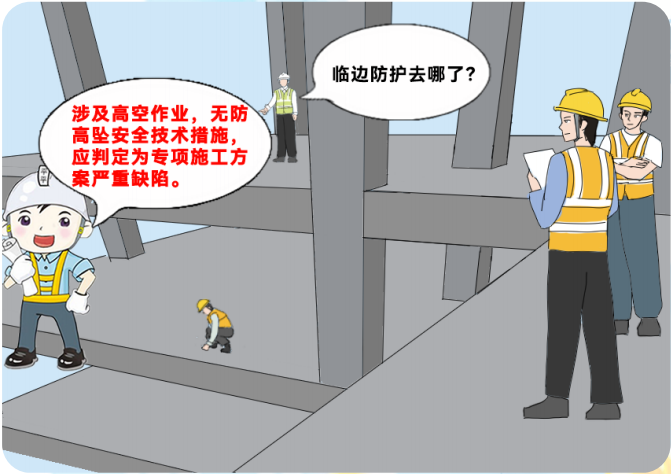 临边防护去哪了?
涉及高空作业，无防
高坠安全技术措施，
应判定为专项施工方
案严重缺陷。